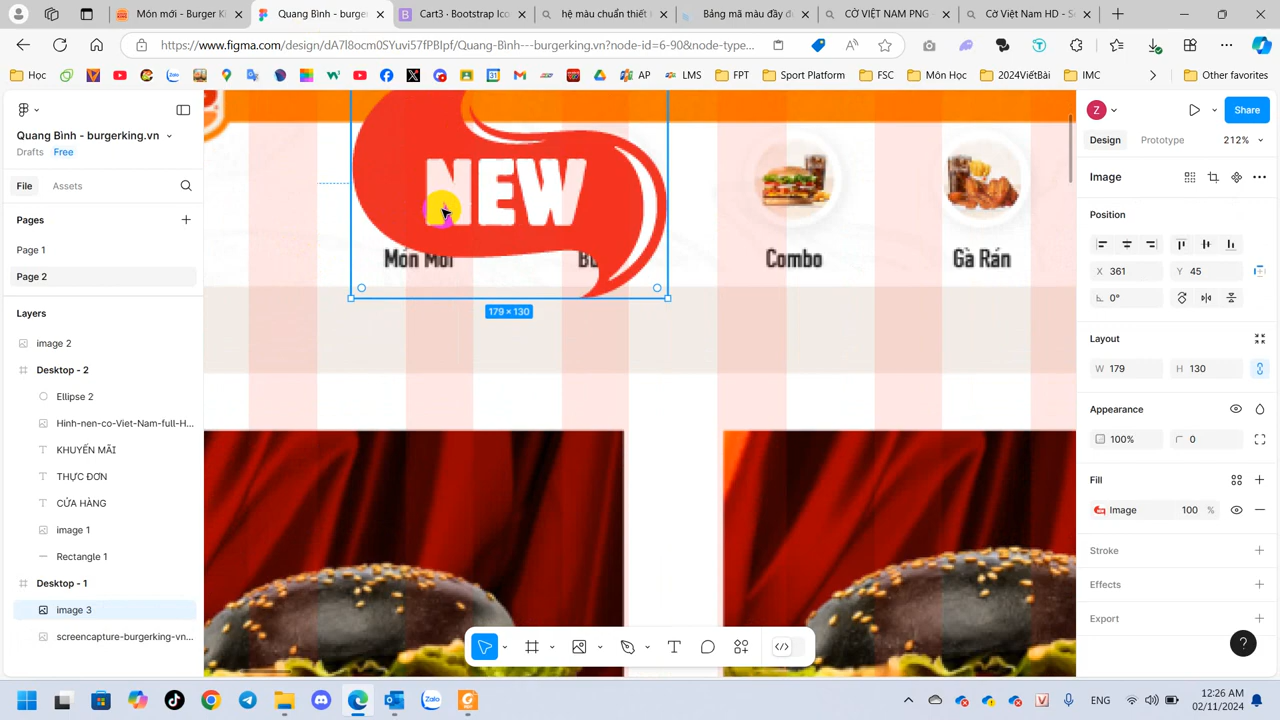 Món mới - Burger Ki
Quang Bình - burge
Cart3 · Bootstrap Ico
hệ màu chuẩn thiết
Bảng mã màu đầy đ
CỜ VIỆT NAM PNG -
Cờ Việt Nam HD - S
https://www.figma.com/design/dA7l8ocm0SYuvi57fPBIpf/Quang-Bình---burgerking.vn?node-id=6-90&node-type...
Học
AP
LMS
FPT
Sport Platform
FSC
Môn Học
2024VietBài
IMC
Other favorites
Quang Bình - burgerking.vn
Drafts Free
File Assets
Pages
Page 1
Page 2
Layers
image 2
Desktop - 2
Ellipse 2
Hinh-nen-co-Viet-Nam-full-H...
KHUYẾN MÃI
THỰC ĐƠN
CỬA HÀNG
image 1
Rectangle 1
Desktop - 1
image 3
screencapture-burgerking-vn...
NEW
Món Mới
Combo
Gà Rán
179 × 130
Z
Share
Design Prototype 212%
Image
Position
X 361 Y 45
0°
Layout
W 179 H 130
Appearance
100% 0
Fill
Image 100 %
Stroke
Effects
Export
?
Zalo
ENG
12:26 AM
02/11/2024